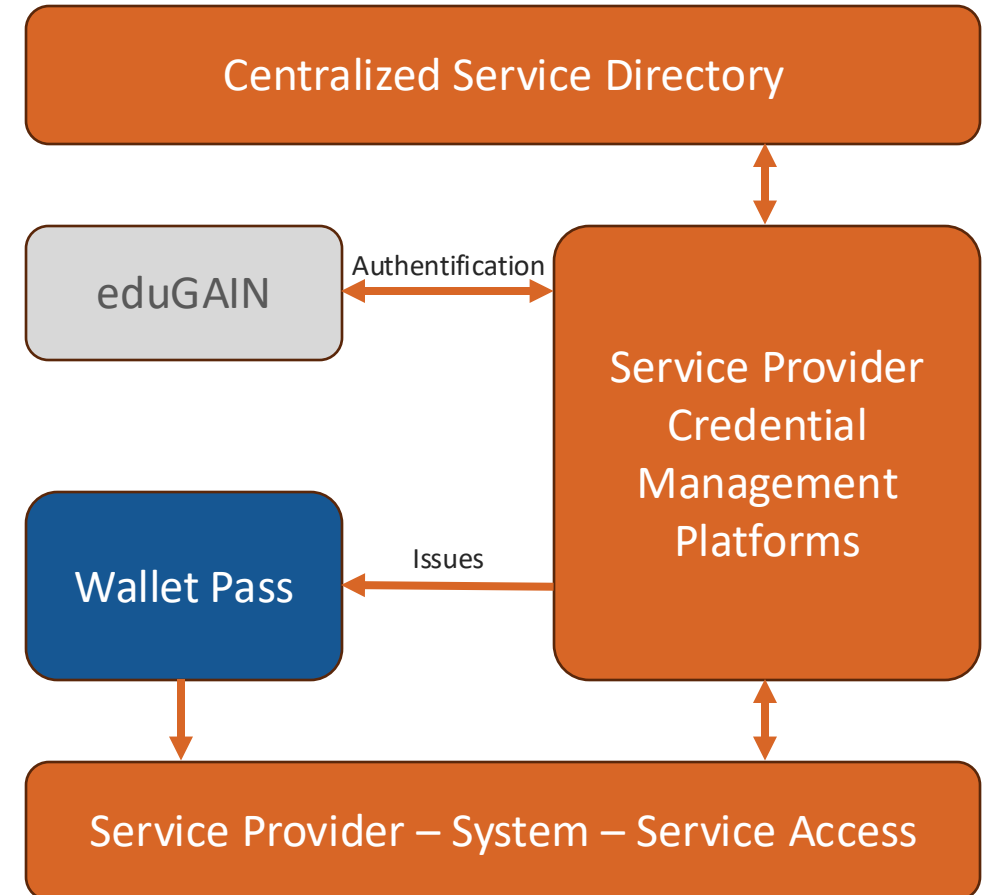 Centralized Service Directory
eduGAIN
Authentification
Service Provider
Credential
Management
Platforms
Wallet Pass
Issues
Service Provider – System – Service Access